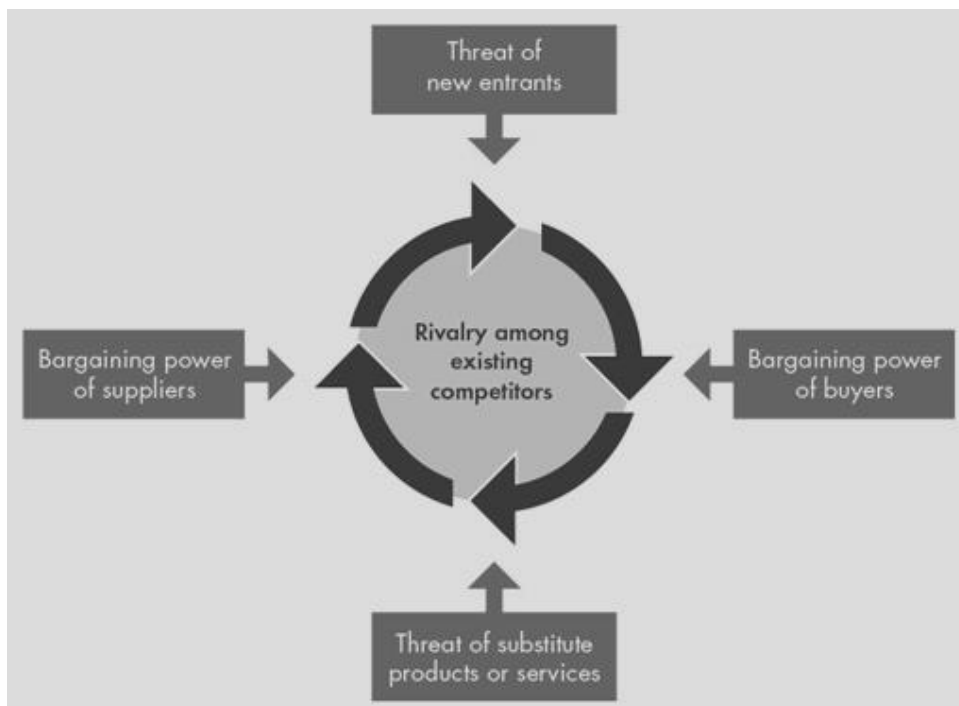 Threat of
new entrants
Bargaining power
of suppliers
Rivalry among
existing
competitors
Bargaining power
of buyers
Threat of substitute
products or services